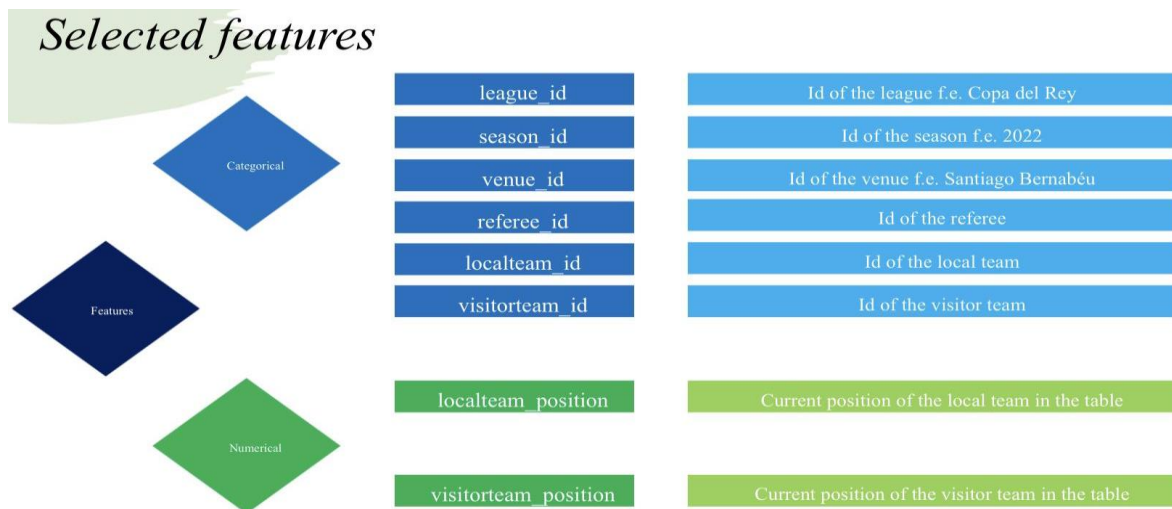 Selected features
league_id
Id of the league f.e. Copa del Rey
season_id
Id of the season f.e. 2022
Categorical
venue_id
Id of the venue f.e. Santiago Bernabéu
referee_id
Id of the referee
localteam_id
Id of the local team
visitorteam_id
Id of the visitor team
Features
localteam_position
Current position of the local team in the table
Numerical
visitorteam_position
Current position of the visitor team in the table